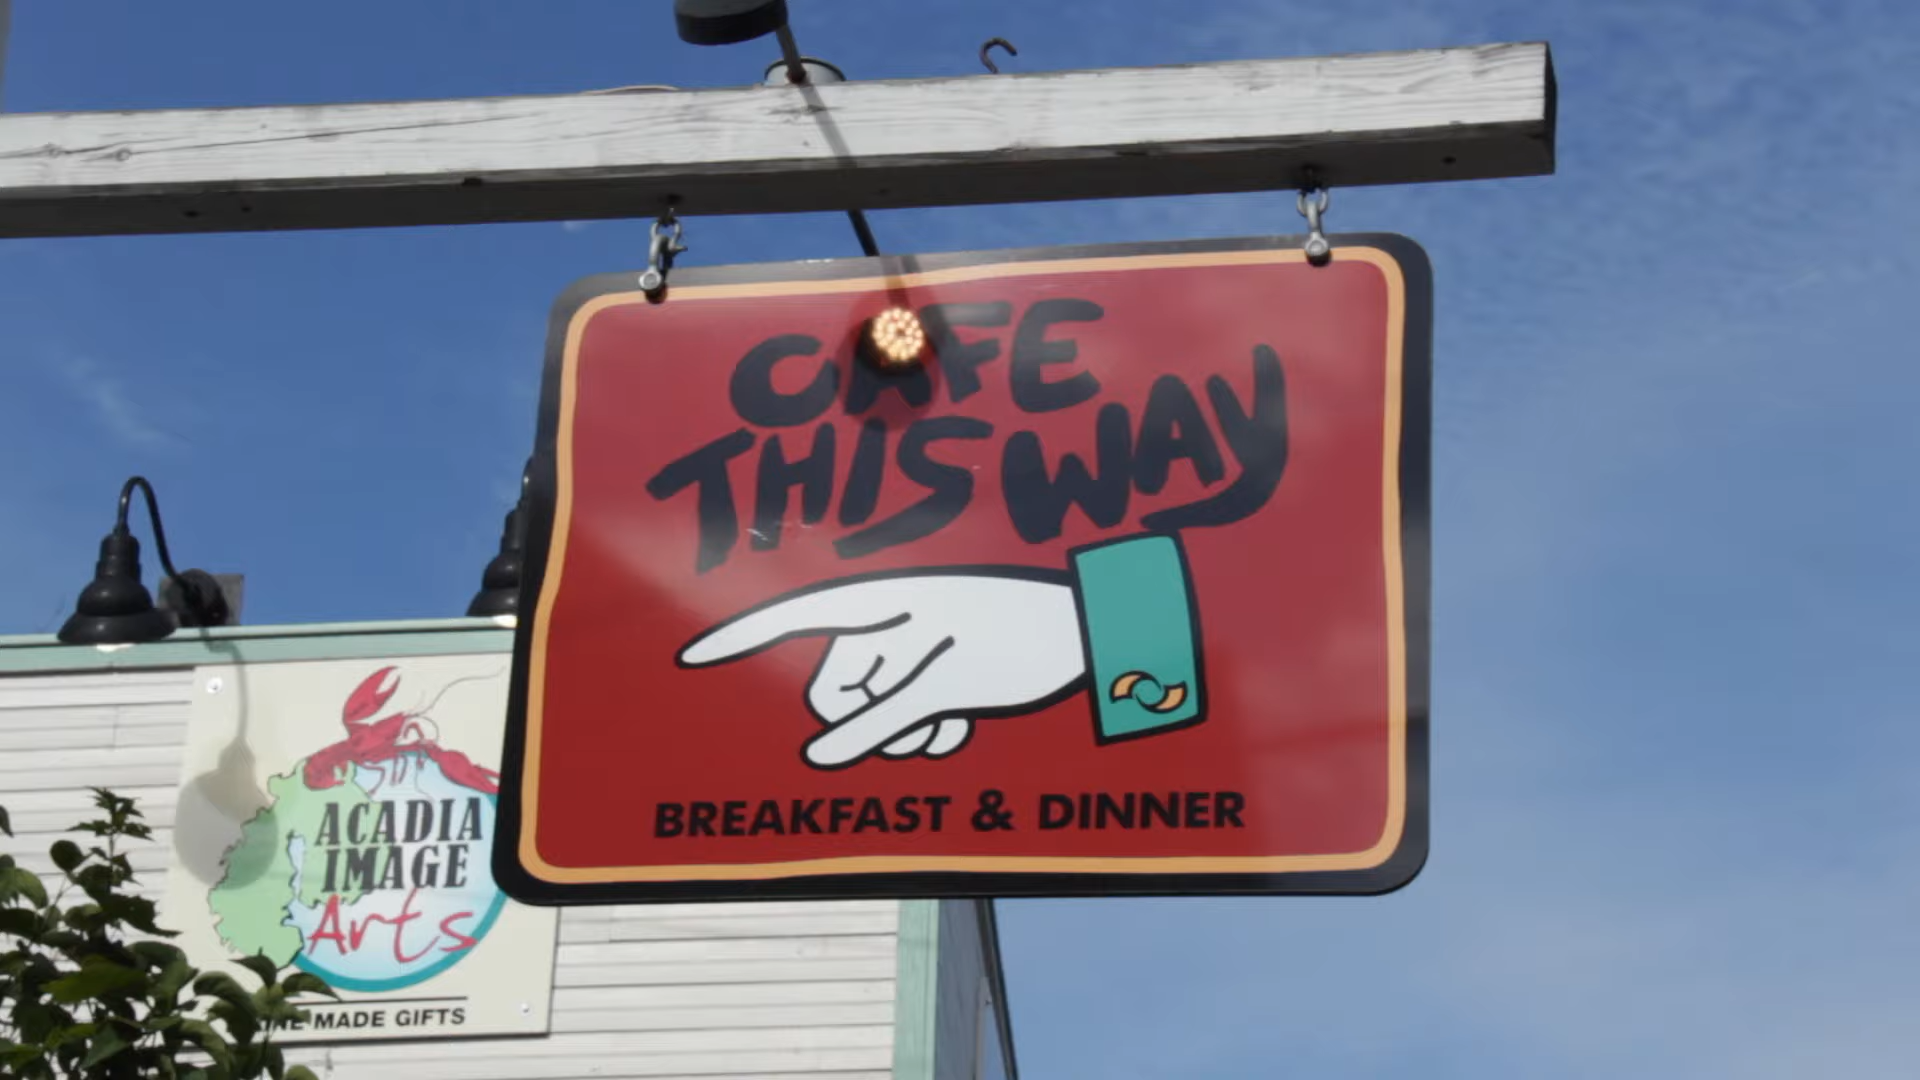 CAFE
THIS WAY
BREAKFAST & DINNER
ACADIA
IMAGE
Arts
MADE GIFTS